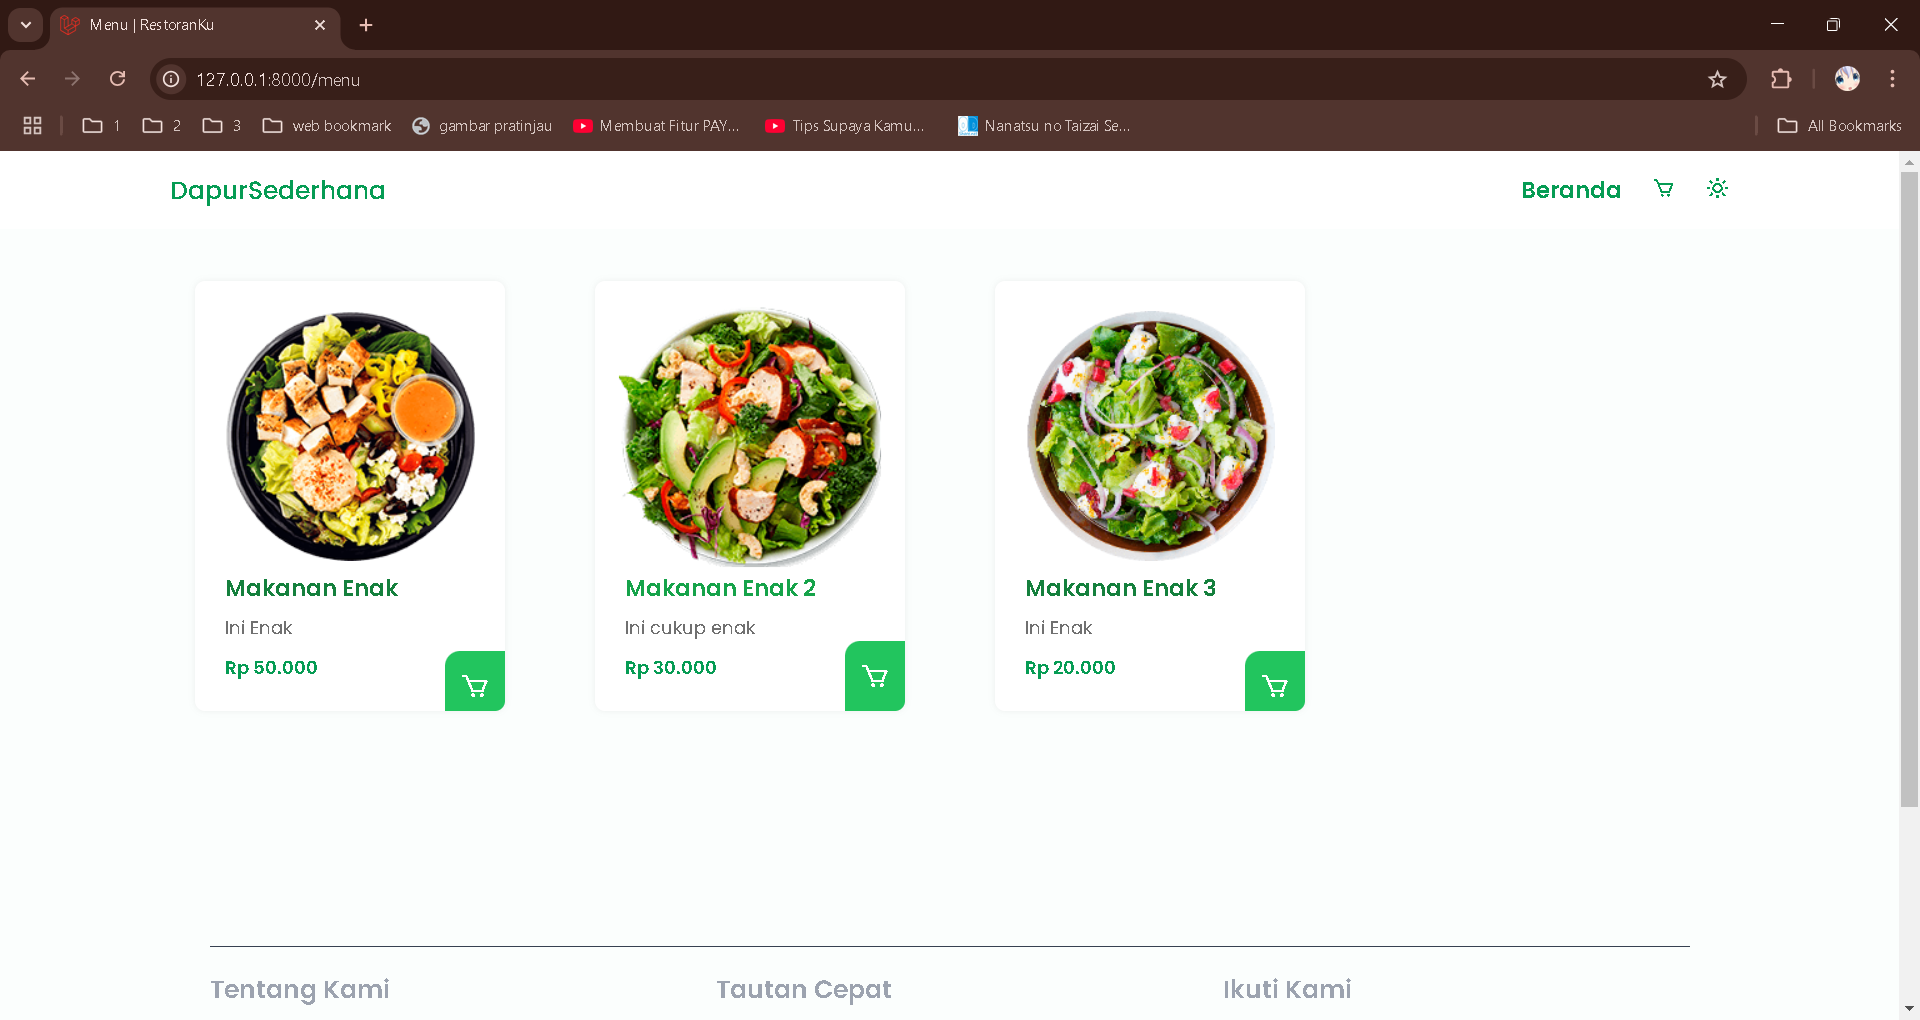 Menu | RestoranKu
127.0.0.1:8000/menu
1 2 3 web bookmark gambar pratinjau Membuat Fitur PAY... Tips Supaya Kamu... Nanatsu no Taizai Se... All Bookmarks
DapurSederhana Beranda
Makanan Enak
Ini Enak
Rp 50.000
Makanan Enak 2
Ini cukup enak
Rp 30.000
Makanan Enak 3
Ini Enak
Rp 20.000
Tentang Kami Tautan Cepat Ikuti Kami